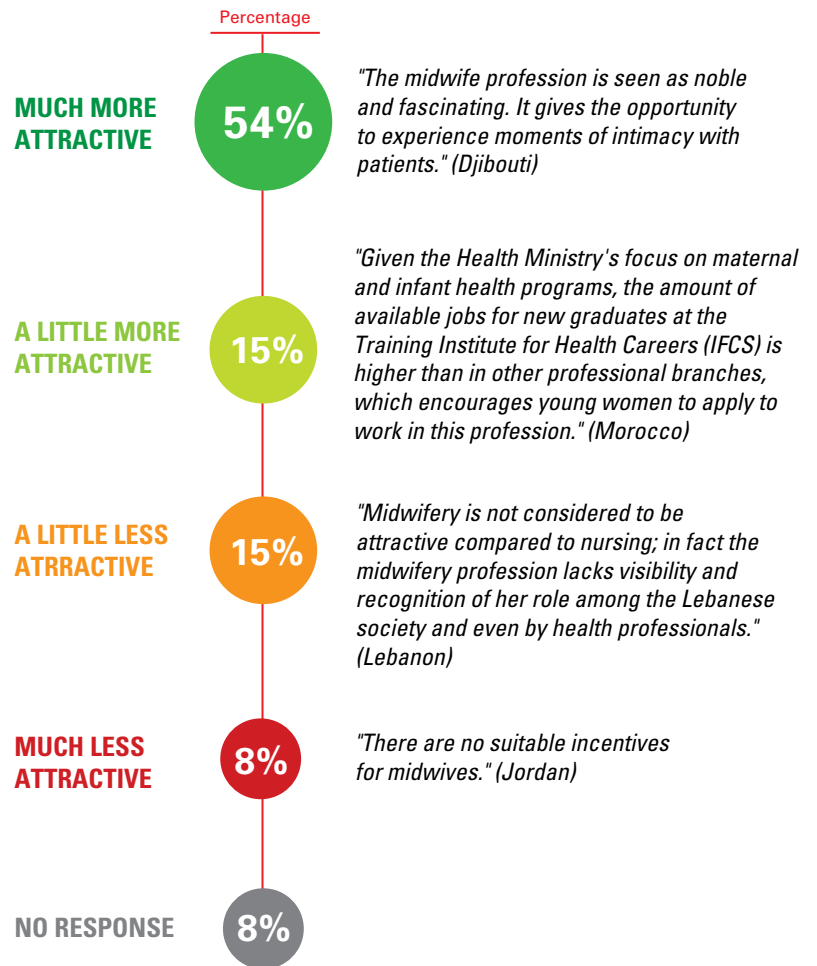 Percentage
MUCH MORE
ATTRACTIVE
54%
"The midwife profession is seen as noble
and fascinating. It gives the opportunity
to experience moments of intimacy with
patients." (Djibouti)
A LITTLE MORE
ATTRACTIVE
15%
"Given the Health Ministry's focus on maternal
and infant health programs, the amount of
available jobs for new graduates at the
Training Institute for Health Careers (IFCS) is
higher than in other professional branches,
which encourages young women to apply to
work in this profession." (Morocco)
A LITTLE LESS
ATRRACTIVE
15%
"Midwifery is not considered to be
attractive compared to nursing; in fact the
midwifery profession lacks visibility and
recognition of her role among the Lebanese
society and even by health professionals."
(Lebanon)
MUCH LESS
ATTRACTIVE
8%
"There are no suitable incentives
for midwives." (Jordan)
NO RESPONSE
8%